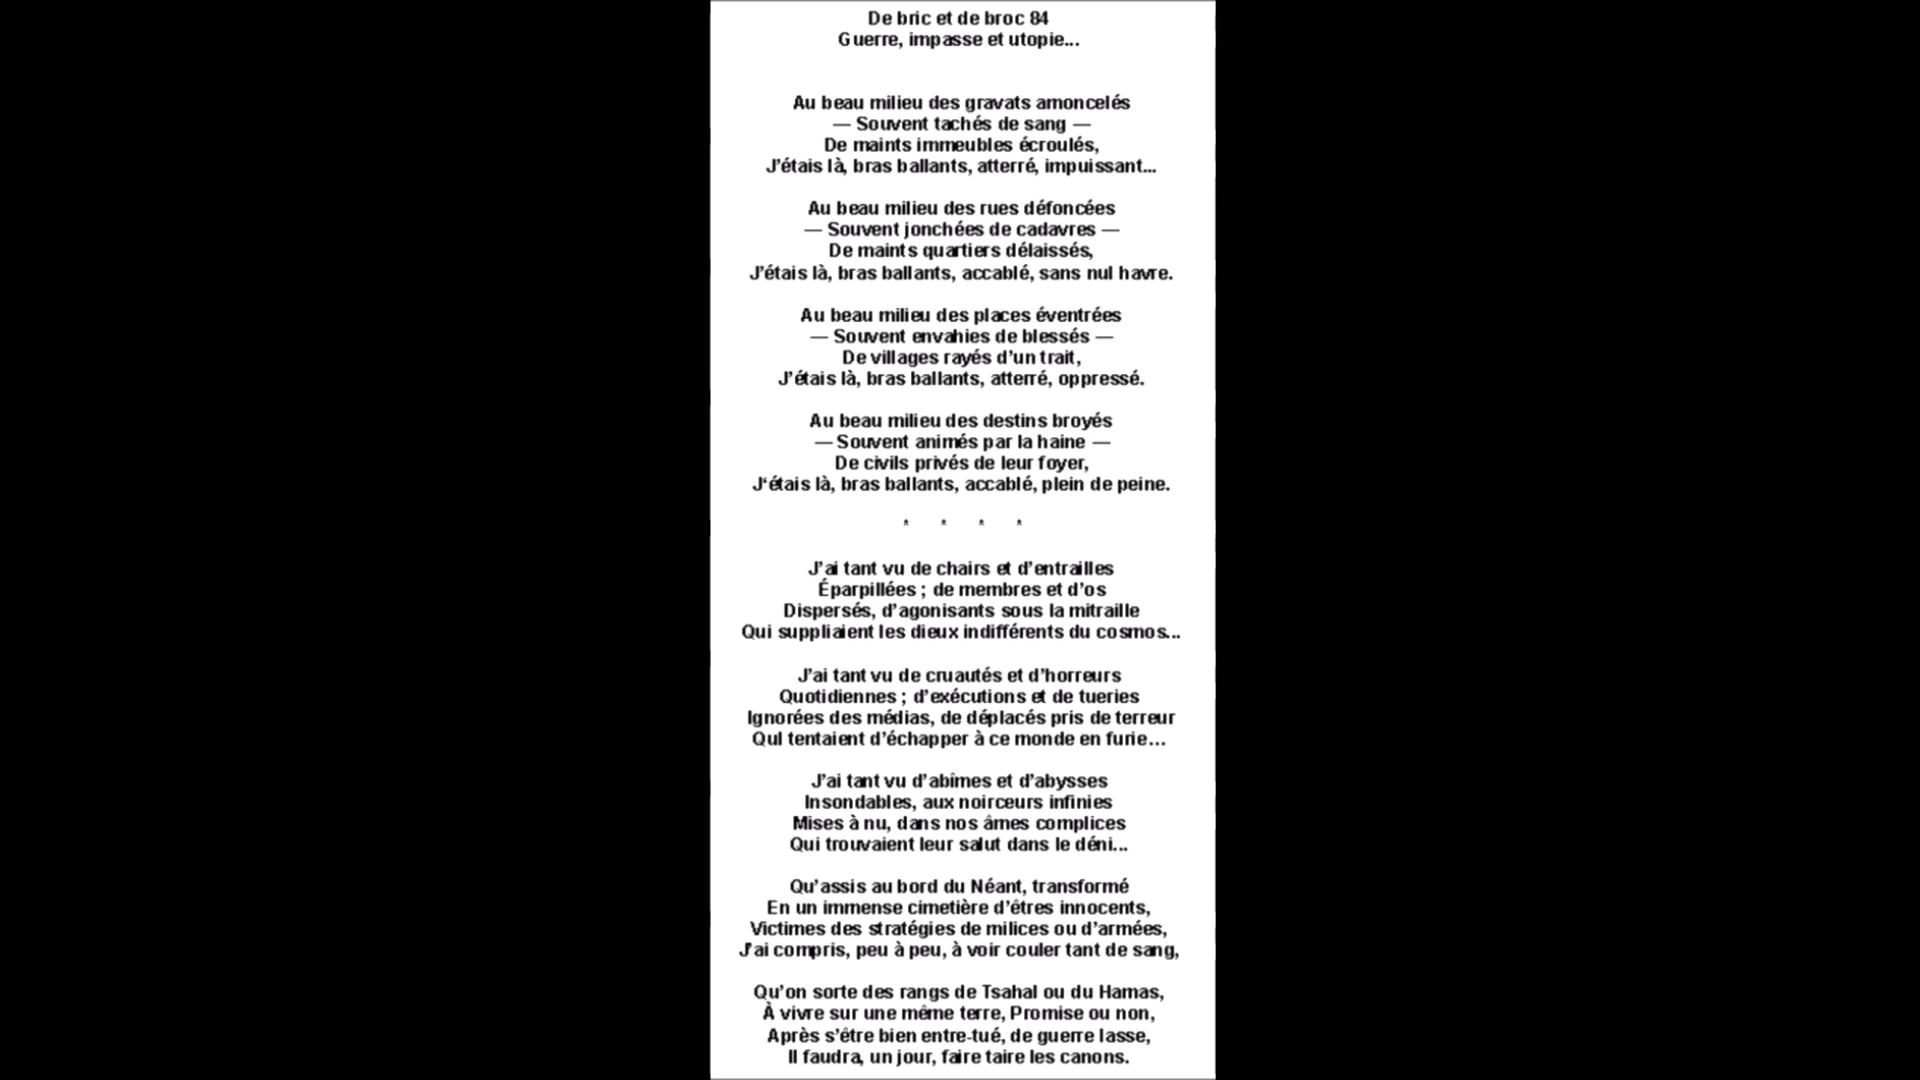 De bric et de broc 84
Guerre, impasse et utopie...
Au beau milieu des gravats amoncelés
— Souvent tachés de sang —
De maints immeubles écroulés,
J’étais là, bras ballants, atterré, impuissant...
Au beau milieu des rues défoncées
— Souvent jonchées de cadavres —
De maints quartiers délaissés,
J’étais là, bras ballants, accablé, sans nul havre.
Au beau milieu des places éventrées
— Souvent envahies de blessés —
De villages rayés d’un trait,
J’étais là, bras ballants, atterré, oppressé.
Au beau milieu des destins broyés
— Souvent animés par la haine —
De civils privés de leur foyer,
J‘étais là, bras ballants, accablé, plein de peine.
* * * *
J’ai tant vu de chairs et d’entrailles
Éparpillées ; de membres et d’os
Dispersés, d’agonisants sous la mitraille
Qui suppliaient les dieux indifférents du cosmos...
J’ai tant vu de cruautés et d’horreurs
Quotidiennes ; d’exécutions et de tueries
Ignorées des médias, de déplacés pris de terreur
QuI tentaient d’échapper à ce monde en furie…
J’ai tant vu d’abîmes et d’abysses
Insondables, aux noirceurs infinies
Mises à nu, dans nos âmes complices
Qui trouvaient leur salut dans le déni...
Qu’assis au bord du Néant, transformé
En un immense cimetière d’êtres innocents,
Victimes des stratégies de milices ou d’armées,
J’ai compris, peu à peu, à voir couler tant de sang,
Qu’on sorte des rangs de Tsahal ou du Hamas,
À vivre sur une même terre, Promise ou non,
Après s’être bien entre-tué, de guerre lasse,
Il faudra, un jour, faire taire les canons.